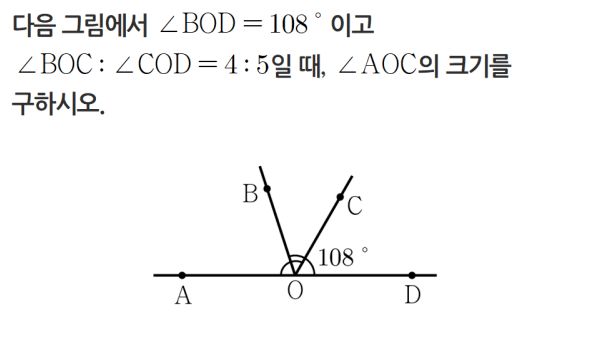 다음 그림에서 ∠BOD = 108° 이고
∠BOC : ∠COD = 4 : 5일 때, ∠AOC의 크기를
구하시오.
B
C
108°
A
O
D